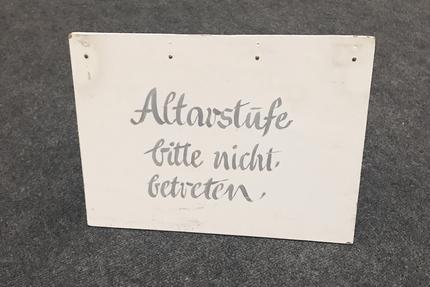 Altarstufe
bitte nicht
betreten.